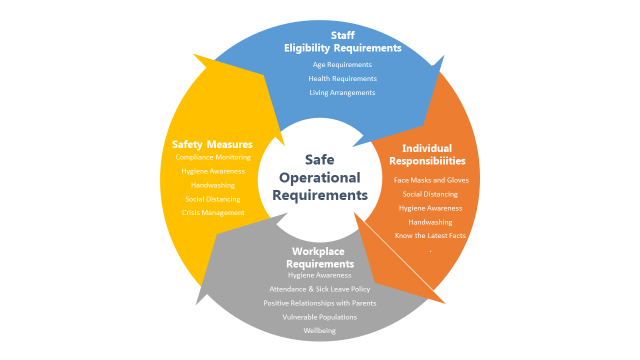 Staff
Eligibility Requirements
Age Requirements
Health Requirements
Living Arrangements
Individual
Responsibiiities
Face Masks and Gloves
Social Distancing
Hygiene Awareness
Handwashing
Know the Latest Facts
.
Workplace
Requirements
Hygiene Awareness
Attendance & Sick Leave Policy
Positive Relationships with Parents
Vulnerable Populations
Wellbeing
Safety Measures
Compliance Monitoring
Hygiene Awareness
Handwashing
Social Distancing
Crisis Management
Safe
Operational
Requirements